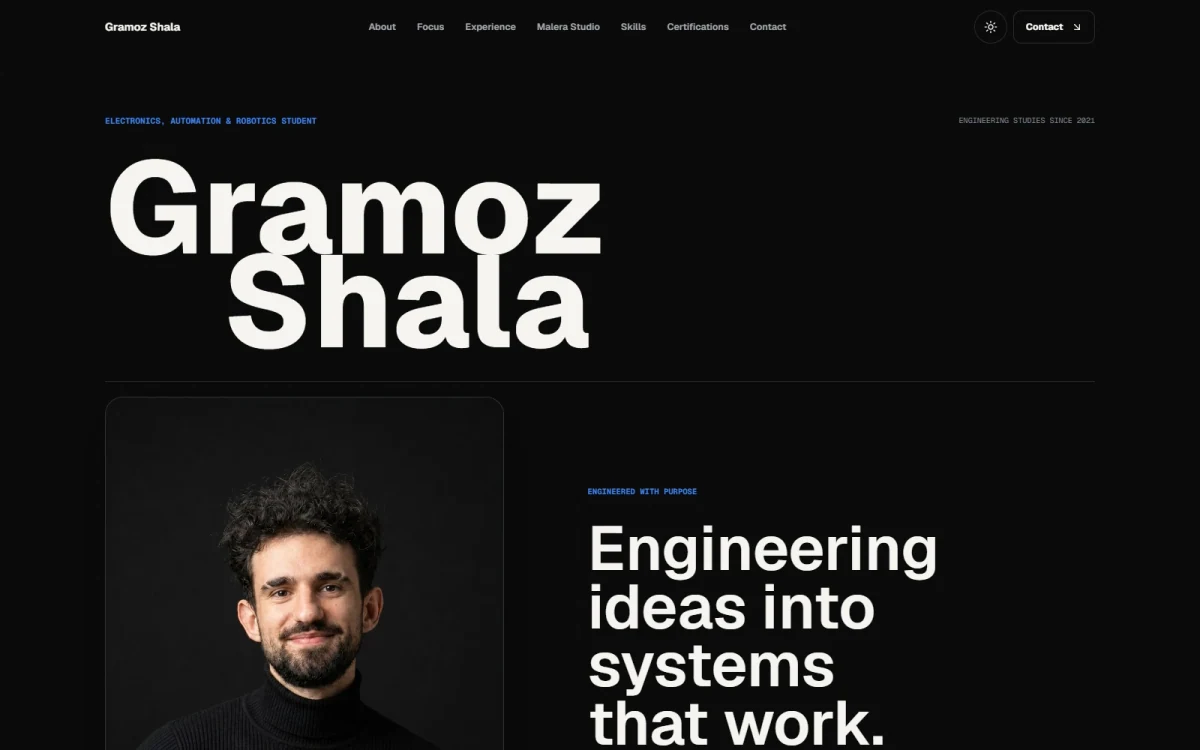 Gramoz Shala
About Focus Experience Malera Studio Skills Certifications Contact
Contact
ELECTRONICS, AUTOMATION & ROBOTICS STUDENT
ENGINEERING STUDIES SINCE 2021
Gramoz
Shala
ENGINEERED WITH PURPOSE
Engineering
ideas into
systems
that work.